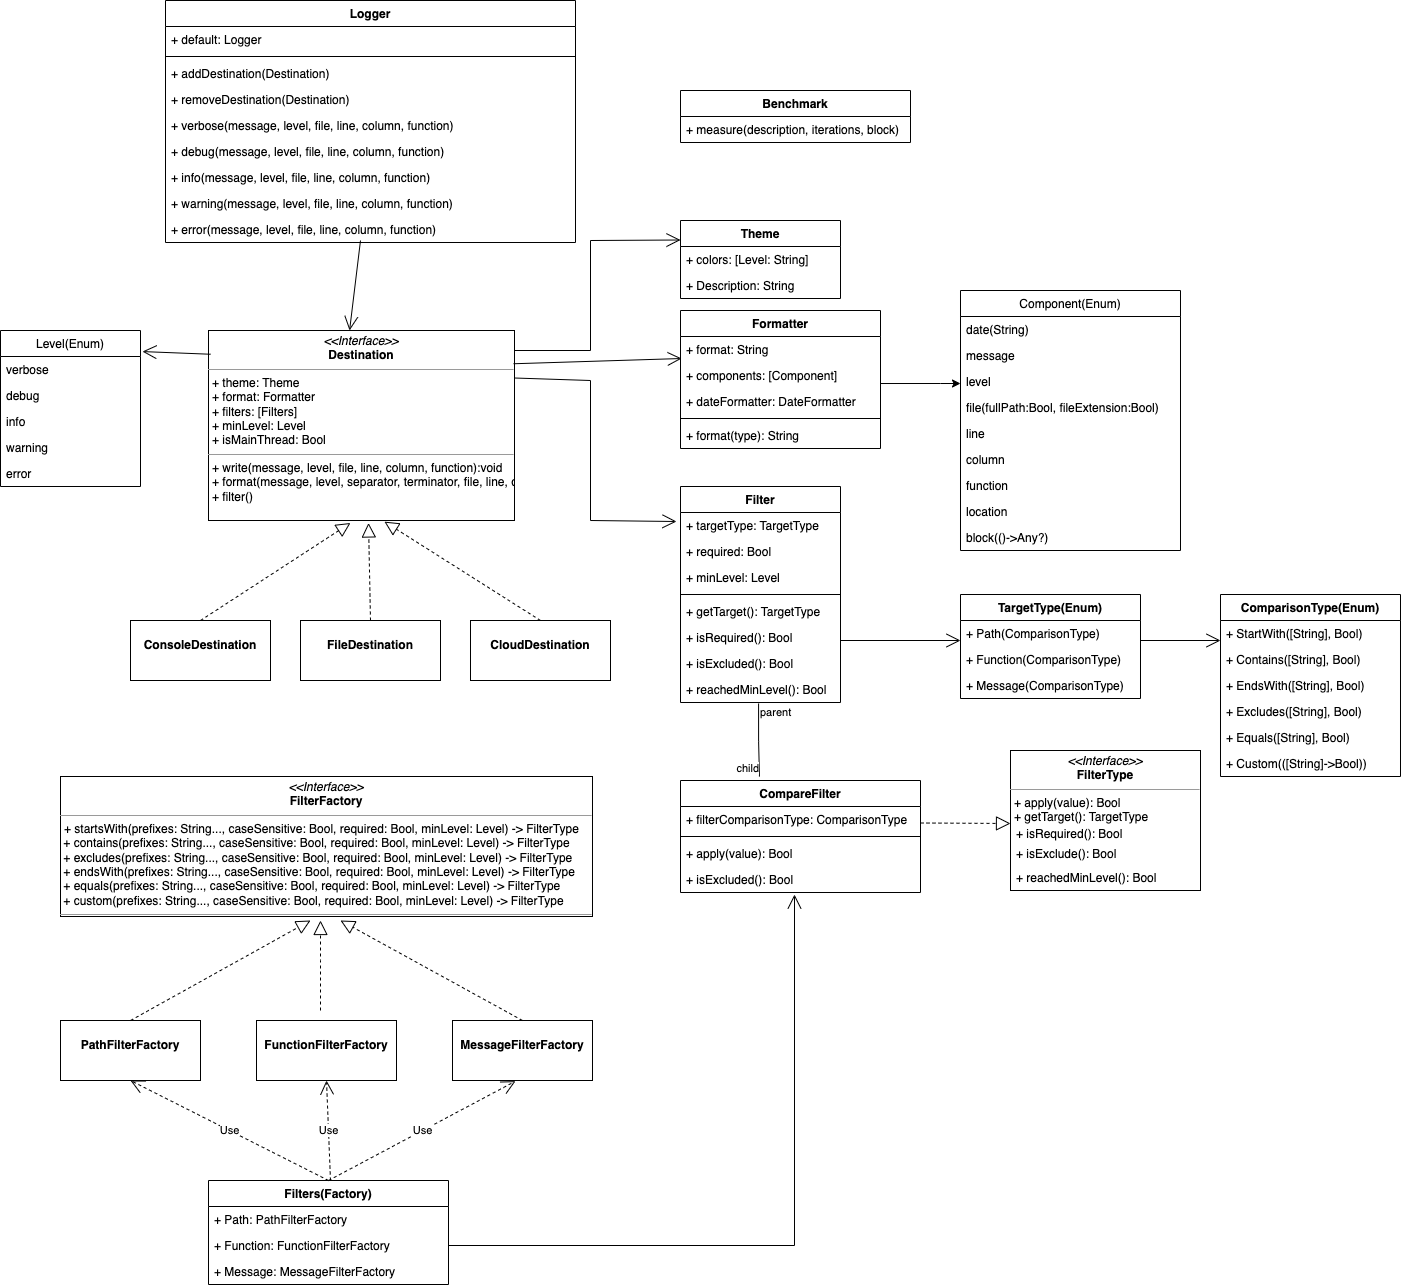 Logger
+ default: Logger
+ addDestination(Destination)
+ removeDestination(Destination)
+ verbose(message, level, file, line, column, function)
+ debug(message, level, file, line, column, function)
+ info(message, level, file, line, column, function)
+ warning(message, level, file, line, column, function)
+ error(message, level, file, line, column, function)
Benchmark
+ measure(description, iterations, block)
Theme
+ colors: [Level: String]
+ Description: String
Level(Enum)
verbose
debug
info
warning
error
<<Interface>>
Destination
+ theme: Theme
+ format: Formatter
+ filters: [Filters]
+ minLevel: Level
+ isMainThread: Bool
+ write(message, level, file, line, column, function):void
+ format(message, level, separator, terminator, file, line, c
+ filter()
Formatter
+ format: String
+ components: [Component]
+ dateFormatter: DateFormatter
+ format(type): String
Component(Enum)
date(String)
message
level
file(fullPath:Bool, fileExtension:Bool)
line
column
function
location
block(()->Any?)
ConsoleDestination
FileDestination
CloudDestination
Filter
+ targetType: TargetType
+ required: Bool
+ minLevel: Level
+ getTarget(): TargetType
+ isRequired(): Bool
+ isExcluded(): Bool
+ reachedMinLevel(): Bool
TargetType(Enum)
+ Path(ComparisonType)
+ Function(ComparisonType)
+ Message(ComparisonType)
ComparisonType(Enum)
+ StartWith([String], Bool)
+ Contains([String], Bool)
+ EndsWith([String], Bool)
+ Excludes([String], Bool)
+ Equals([String], Bool)
+ Custom(([String]->Bool))
parent
child
CompareFilter
+ filterComparisonType: ComparisonType
+ apply(value): Bool
+ isExcluded(): Bool
<<Interface>>
FilterType
+ apply(value): Bool
+ getTarget(): TargetType
+ isRequired(): Bool
+ isExclude(): Bool
+ reachedMinLevel(): Bool
<<Interface>>
FilterFactory
+ startsWith(prefixes: String..., caseSensitive: Bool, required: Bool, minLevel: Level) -> FilterType
+ contains(prefixes: String..., caseSensitive: Bool, required: Bool, minLevel: Level) -> FilterType
+ excludes(prefixes: String..., caseSensitive: Bool, required: Bool, minLevel: Level) -> FilterType
+ endsWith(prefixes: String..., caseSensitive: Bool, required: Bool, minLevel: Level) -> FilterType
+ equals(prefixes: String..., caseSensitive: Bool, required: Bool, minLevel: Level) -> FilterType
+ custom(prefixes: String..., caseSensitive: Bool, required: Bool, minLevel: Level) -> FilterType
PathFilterFactory
FunctionFilterFactory
MessageFilterFactory
Use
Use
Use
Filters(Factory)
+ Path: PathFilterFactory
+ Function: FunctionFilterFactory
+ Message: MessageFilterFactory